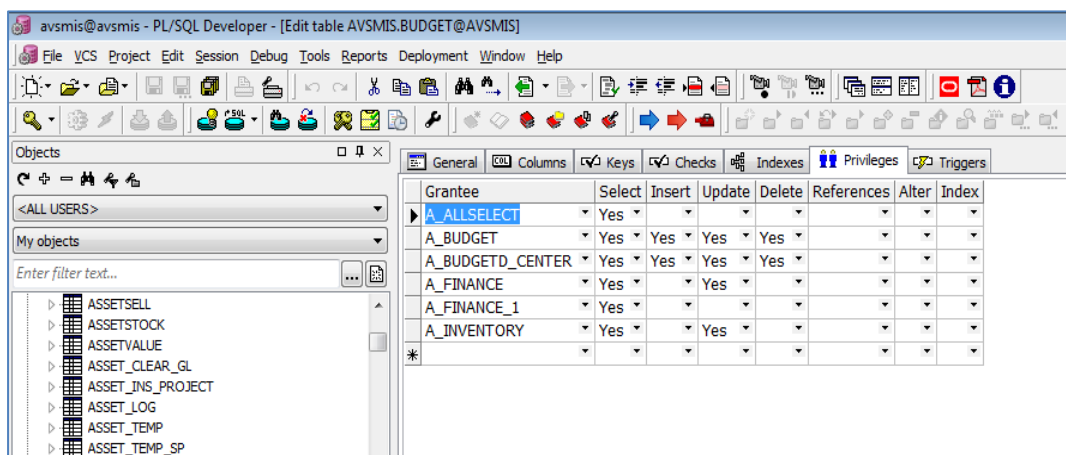 avsmis@avsmis - PL/SQL Developer - [Edit table AVSMIS.BUDGET@AVSMIS]
File VCS Project Edit Session Debug Tools Reports Deployment Window Help
Objects
<ALL USERS>
My objects
Enter filter text...
...
ASSETSELL
ASSETSTOCK
ASSETVALUE
ASSET_CLEAR_GL
ASSET_INS_PROJECT
ASSET_LOG
ASSET_TEMP
ASSET_TEMP_SP
General Columns Keys Checks Indexes Privileges Triggers
Grantee Select Insert Update Delete References Alter Index
A_ALLSELECT Yes
A_BUDGET Yes Yes Yes Yes
A_BUDGETD_CENTER Yes Yes Yes Yes
A_FINANCE Yes Yes
A_FINANCE_1 Yes
A_INVENTORY Yes Yes